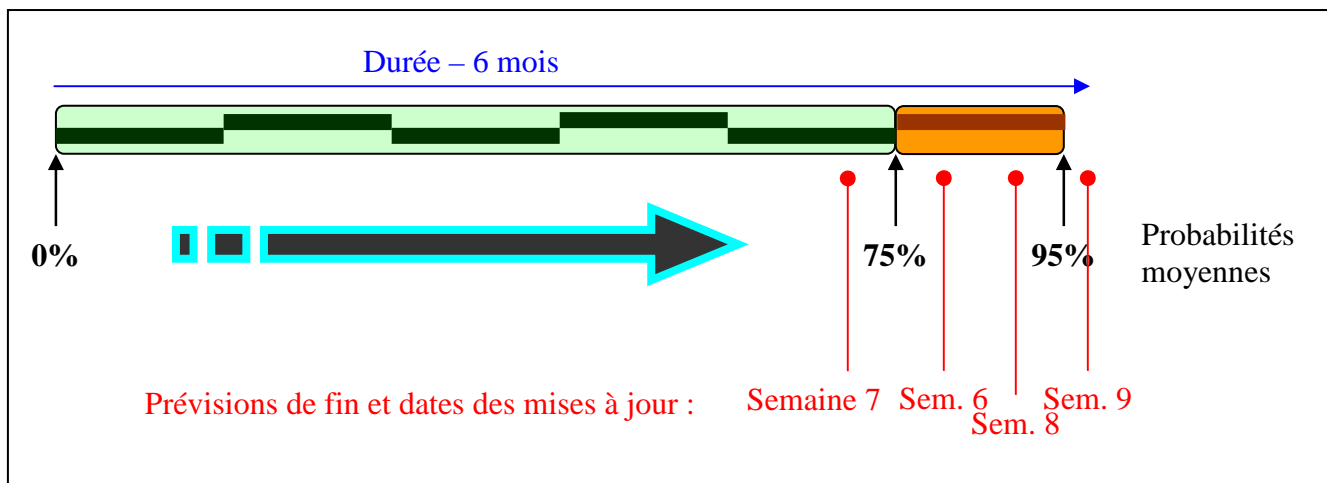 Durée – 6 mois
0%
75%
95%
Probabilités
moyennes
Prévisions de fin et dates des mises à jour :
Semaine 7
Sem. 6
Sem. 9
Sem. 8